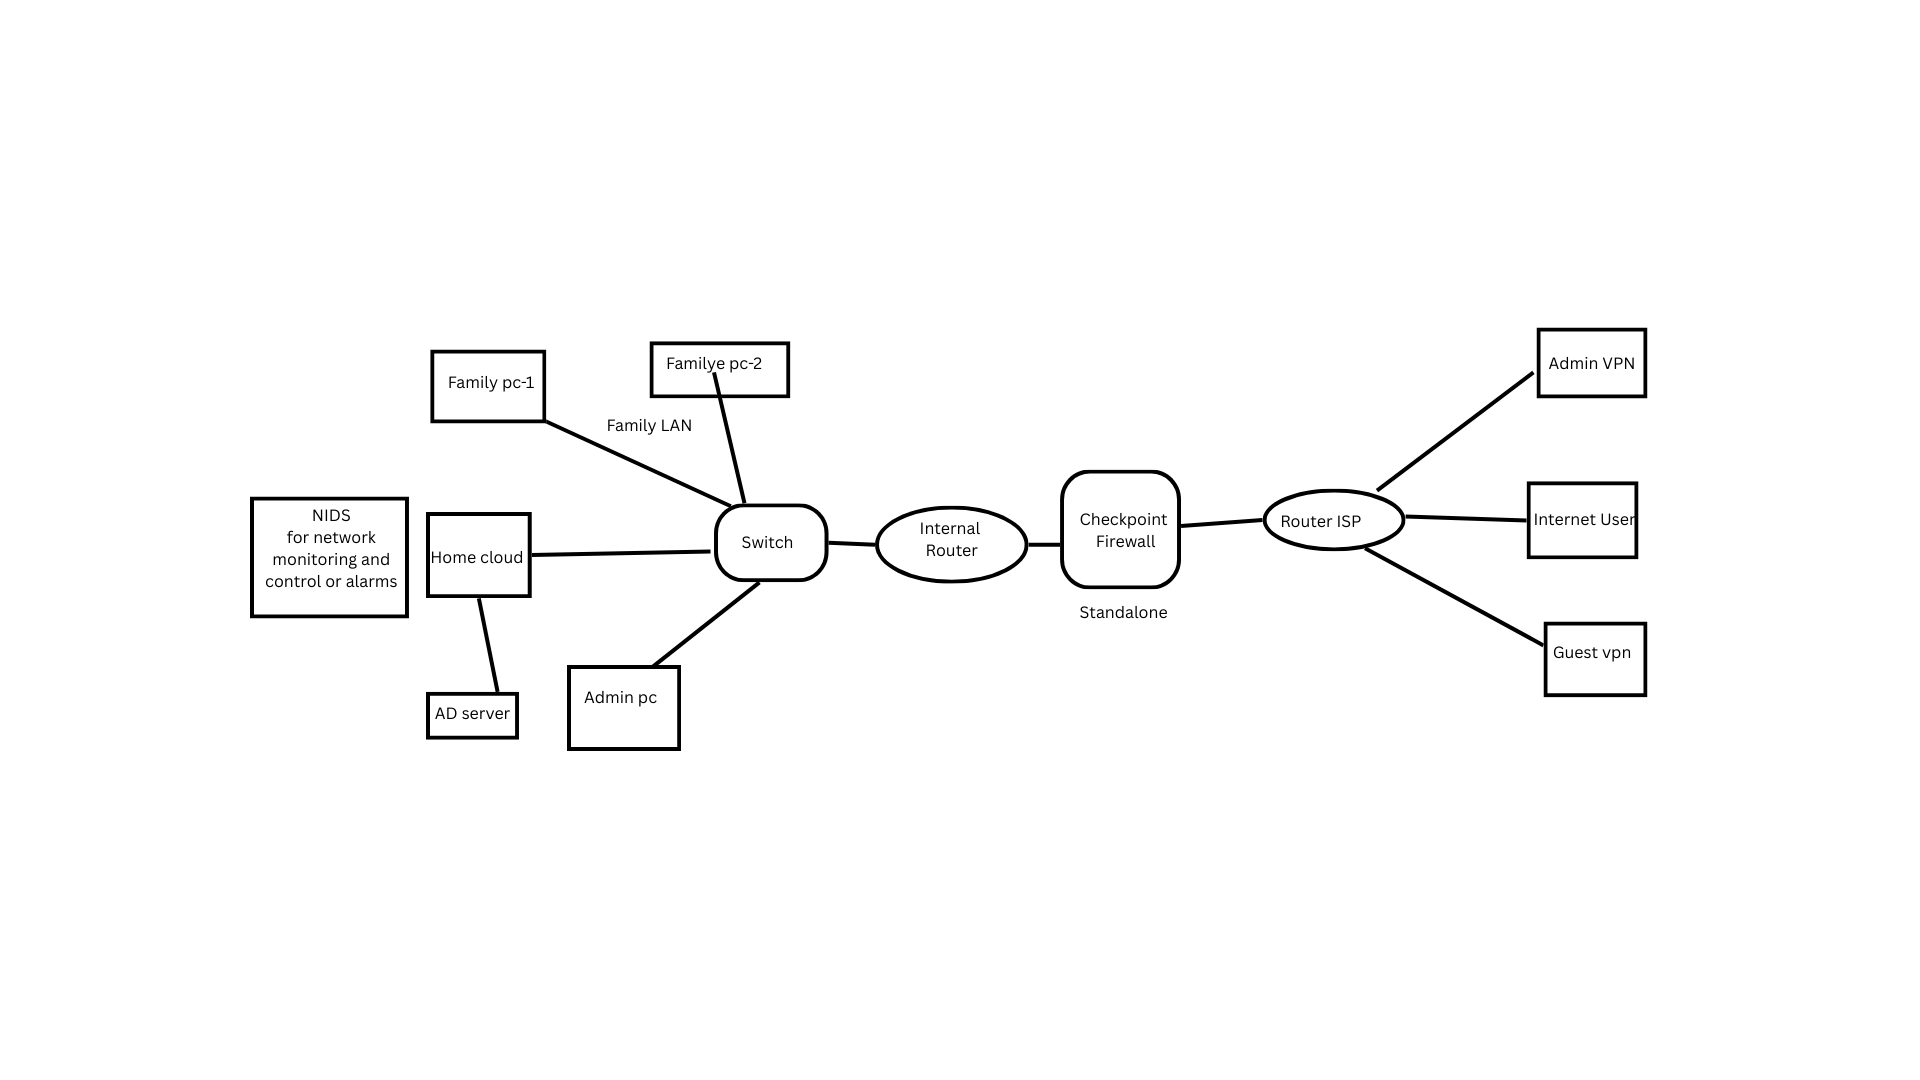 Admin VPN
Familye pc-2
Family pc-1
Family LAN
NIDS
for network
monitoring and
control or alarms
Home cloud
Switch
Internal
Router
Checkpoint
Firewall
Standalone
Router ISP
Internet User
Guest vpn
AD server
Admin pc